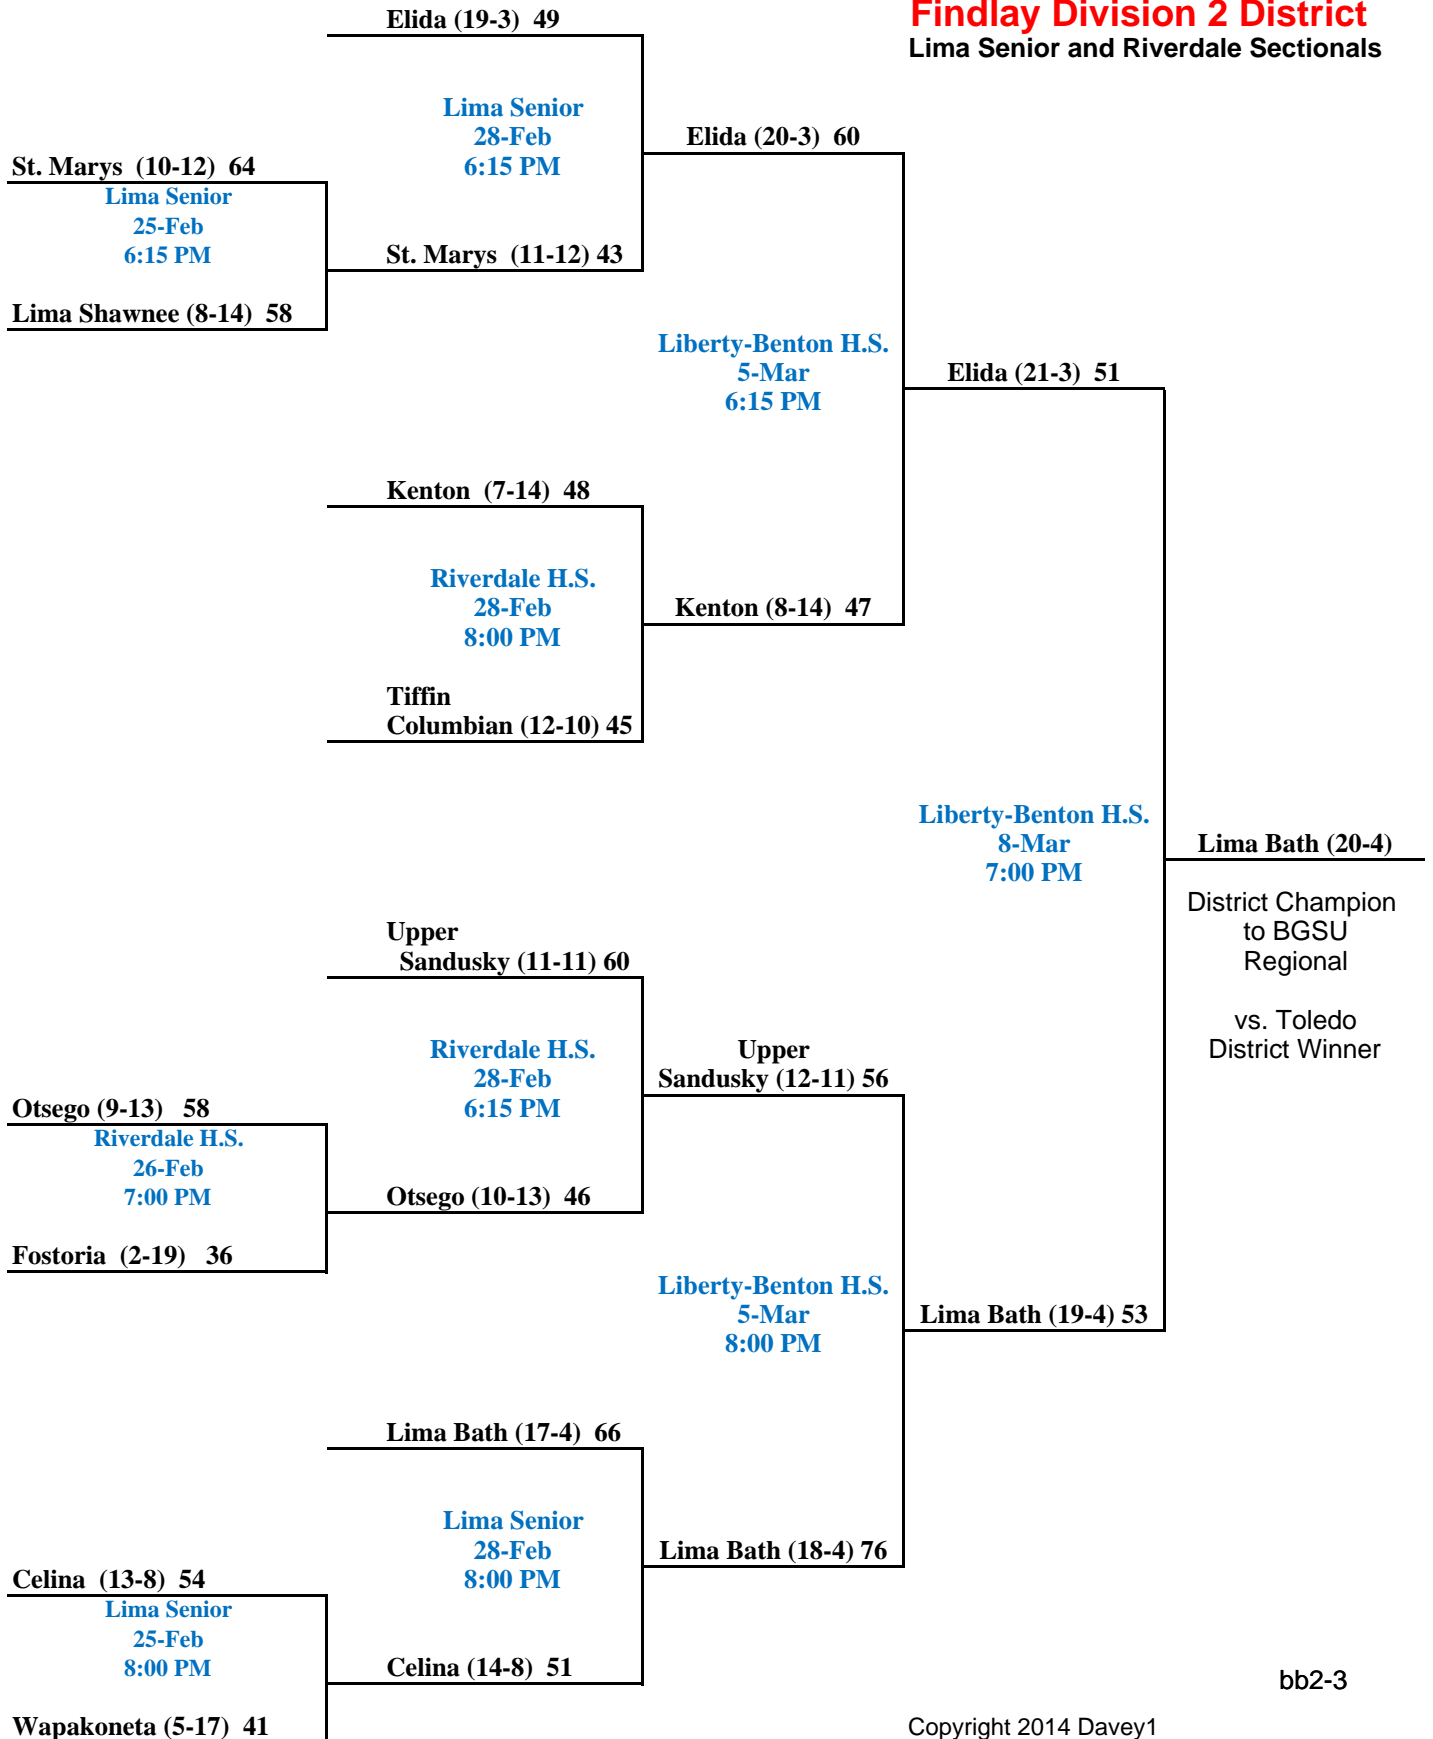 Elida (19-3) 49
Findlay Division 2 District
Lima Senior and Riverdale Sectionals
Lima Senior
28-Feb
6:15 PM
Elida (20-3) 60
St. Marys (10-12) 64
Lima Senior
25-Feb
6:15 PM
St. Marys (11-12) 43
Lima Shawnee (8-14) 58
Liberty-Benton H.S.
5-Mar
6:15 PM
Elida (21-3) 51
Kenton (7-14) 48
Riverdale H.S.
28-Feb
8:00 PM
Kenton (8-14) 47
Tiffin
Columbian (12-10) 45
Liberty-Benton H.S.
8-Mar
7:00 PM
Lima Bath (20-4)
District Champion
to BGSU
Regional
vs. Toledo
District Winner
Upper
Sandusky (11-11) 60
Riverdale H.S.
28-Feb
6:15 PM
Upper
Sandusky (12-11) 56
Otsego (9-13) 58
Riverdale H.S.
26-Feb
7:00 PM
Otsego (10-13) 46
Fostoria (2-19) 36
Liberty-Benton H.S.
5-Mar
8:00 PM
Lima Bath (19-4) 53
Lima Bath (17-4) 66
Lima Senior
28-Feb
8:00 PM
Lima Bath (18-4) 76
Celina (13-8) 54
Lima Senior
25-Feb
8:00 PM
Celina (14-8) 51
Wapakoneta (5-17) 41
bb2-3
Copyright 2014 Davey1